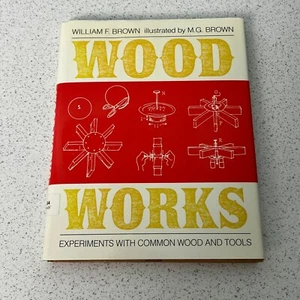 WILLIAM F. BROWN illustrated by M.G. BROWN
WOOD
WORKS
EXPERIMENTS WITH COMMON WOOD AND TOOLS